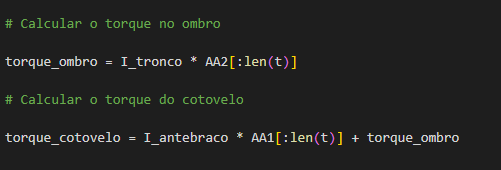 # Calcular o torque no ombro
torque_ombro = I_tronco * AA2[:len(t)]
# Calcular o torque do cotovelo
torque_cotovelo = I_antebraco * AA1[:len(t)] + torque_ombro